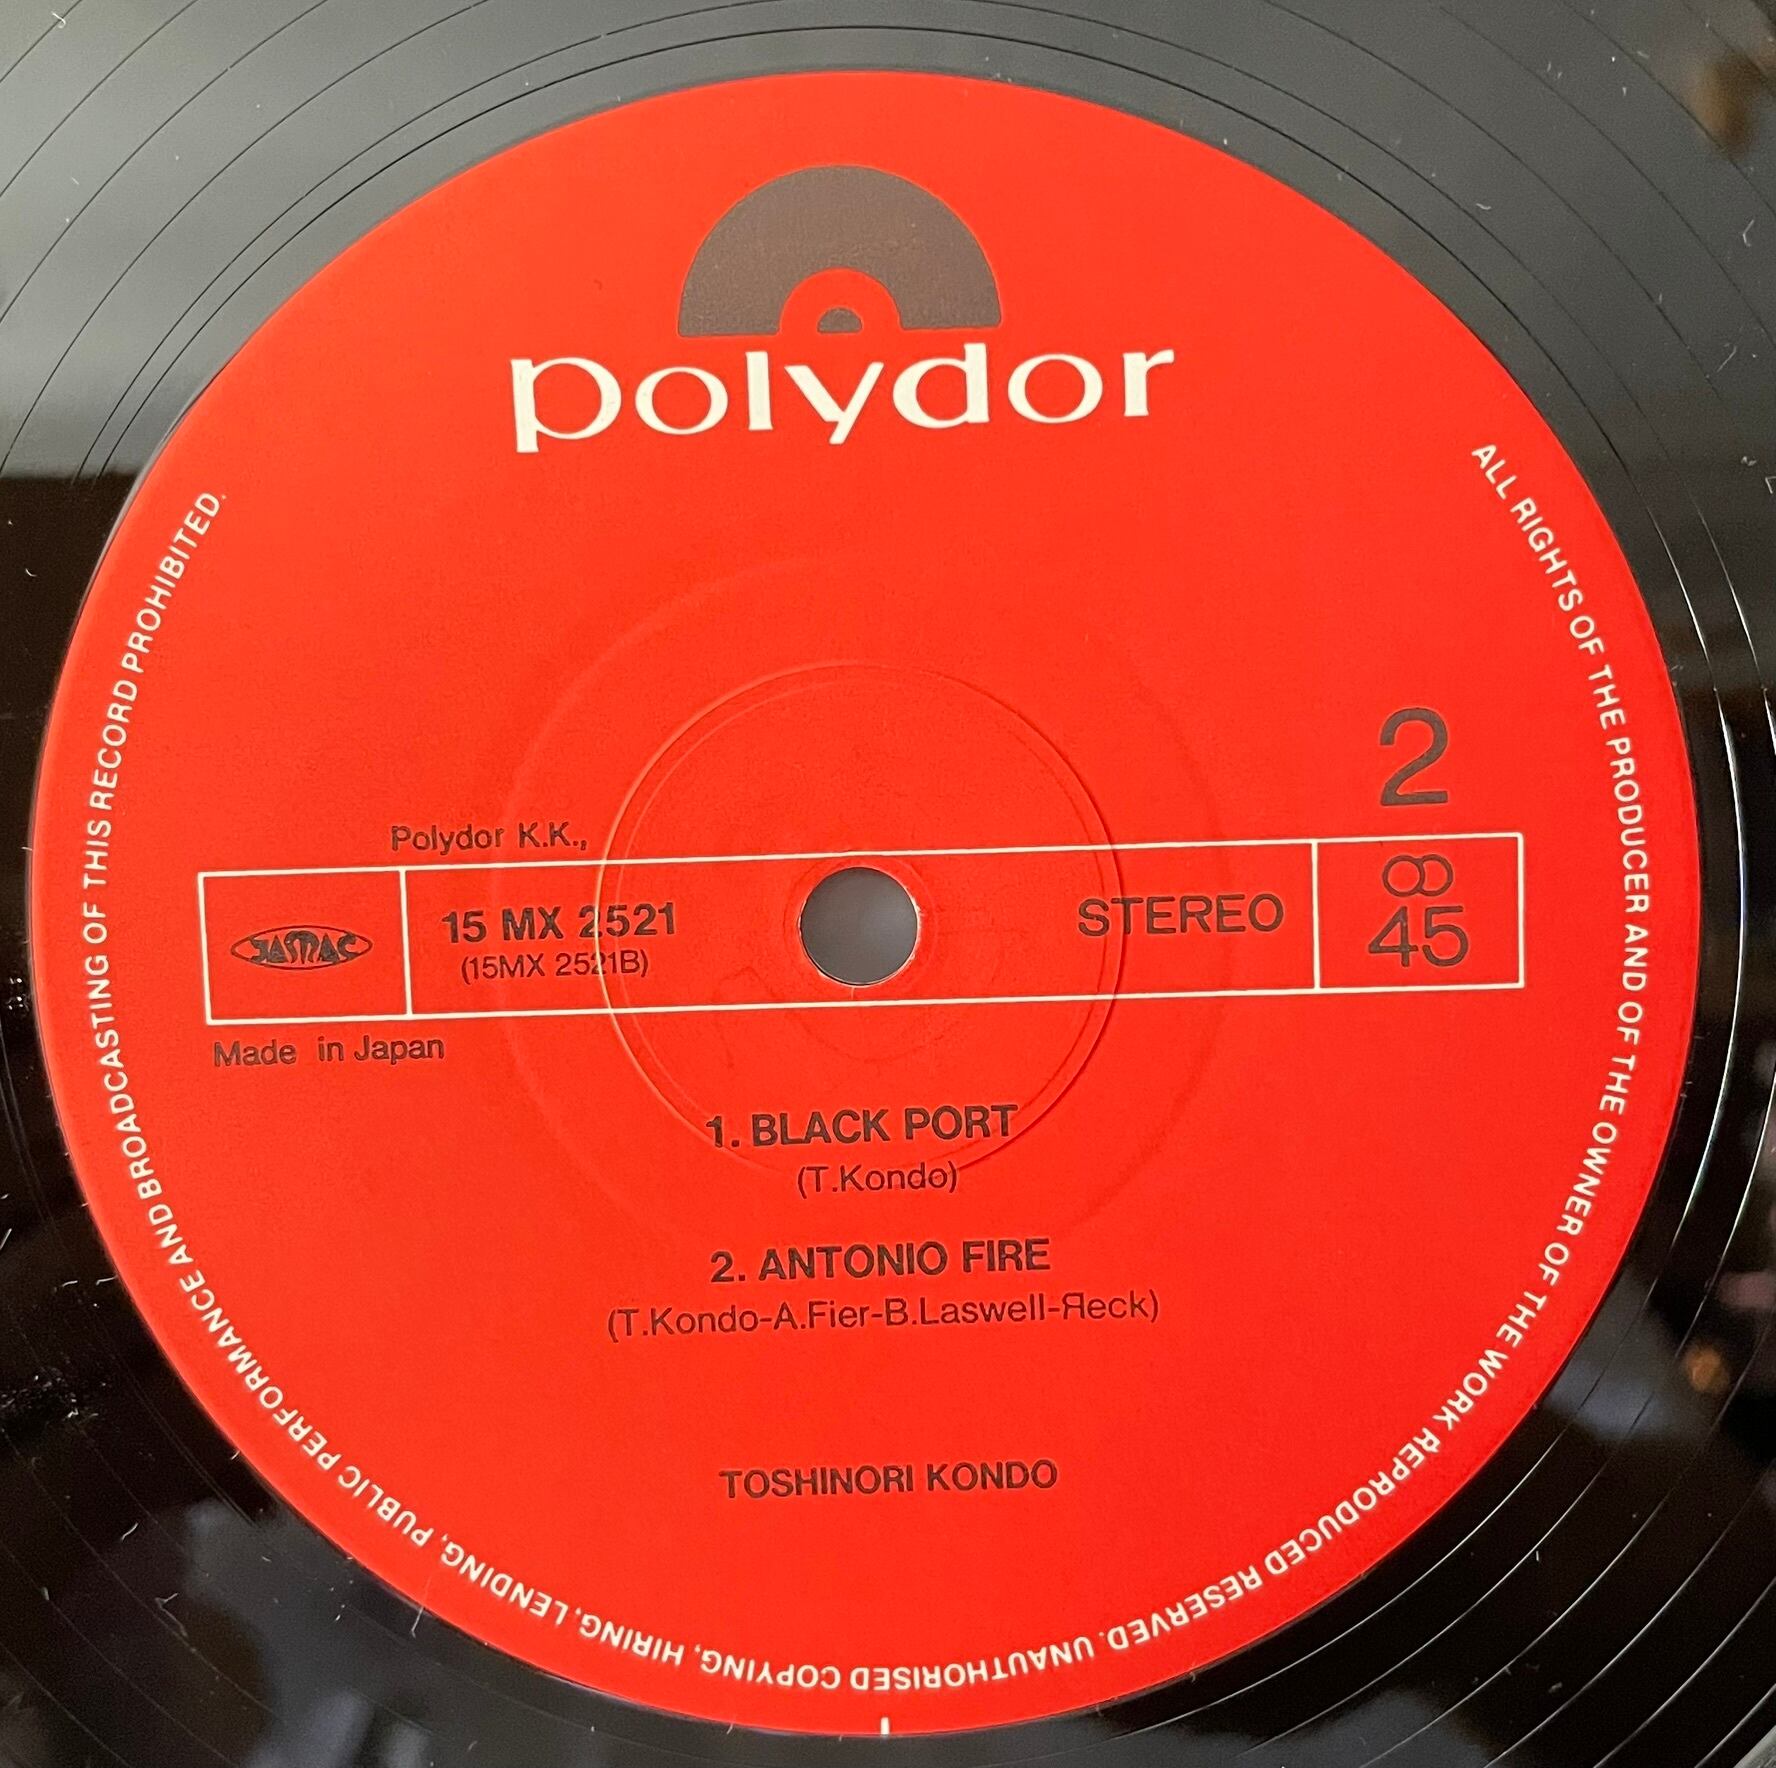 polydor
2
Polydor K.K.,
JASRAC
15 MX 2521
(15MX 2521B)
STEREO
∞
45
Made in Japan
1. BLACK PORT
(T.Kondo)
2. ANTONIO FIRE
(T.Kondo-A.Fier-B.Laswell-Яeck)
TOSHINORI KONDO
ALL RIGHTS OF THE PRODUCER AND OF THE OWNER OF THE WORK REPRODUCED RESERVED. UNAUTHORISED COPYING, HIRING, LENDING, PUBLIC PERFORMANCE AND BROADCASTING OF THIS RECORD PROHIBITED.